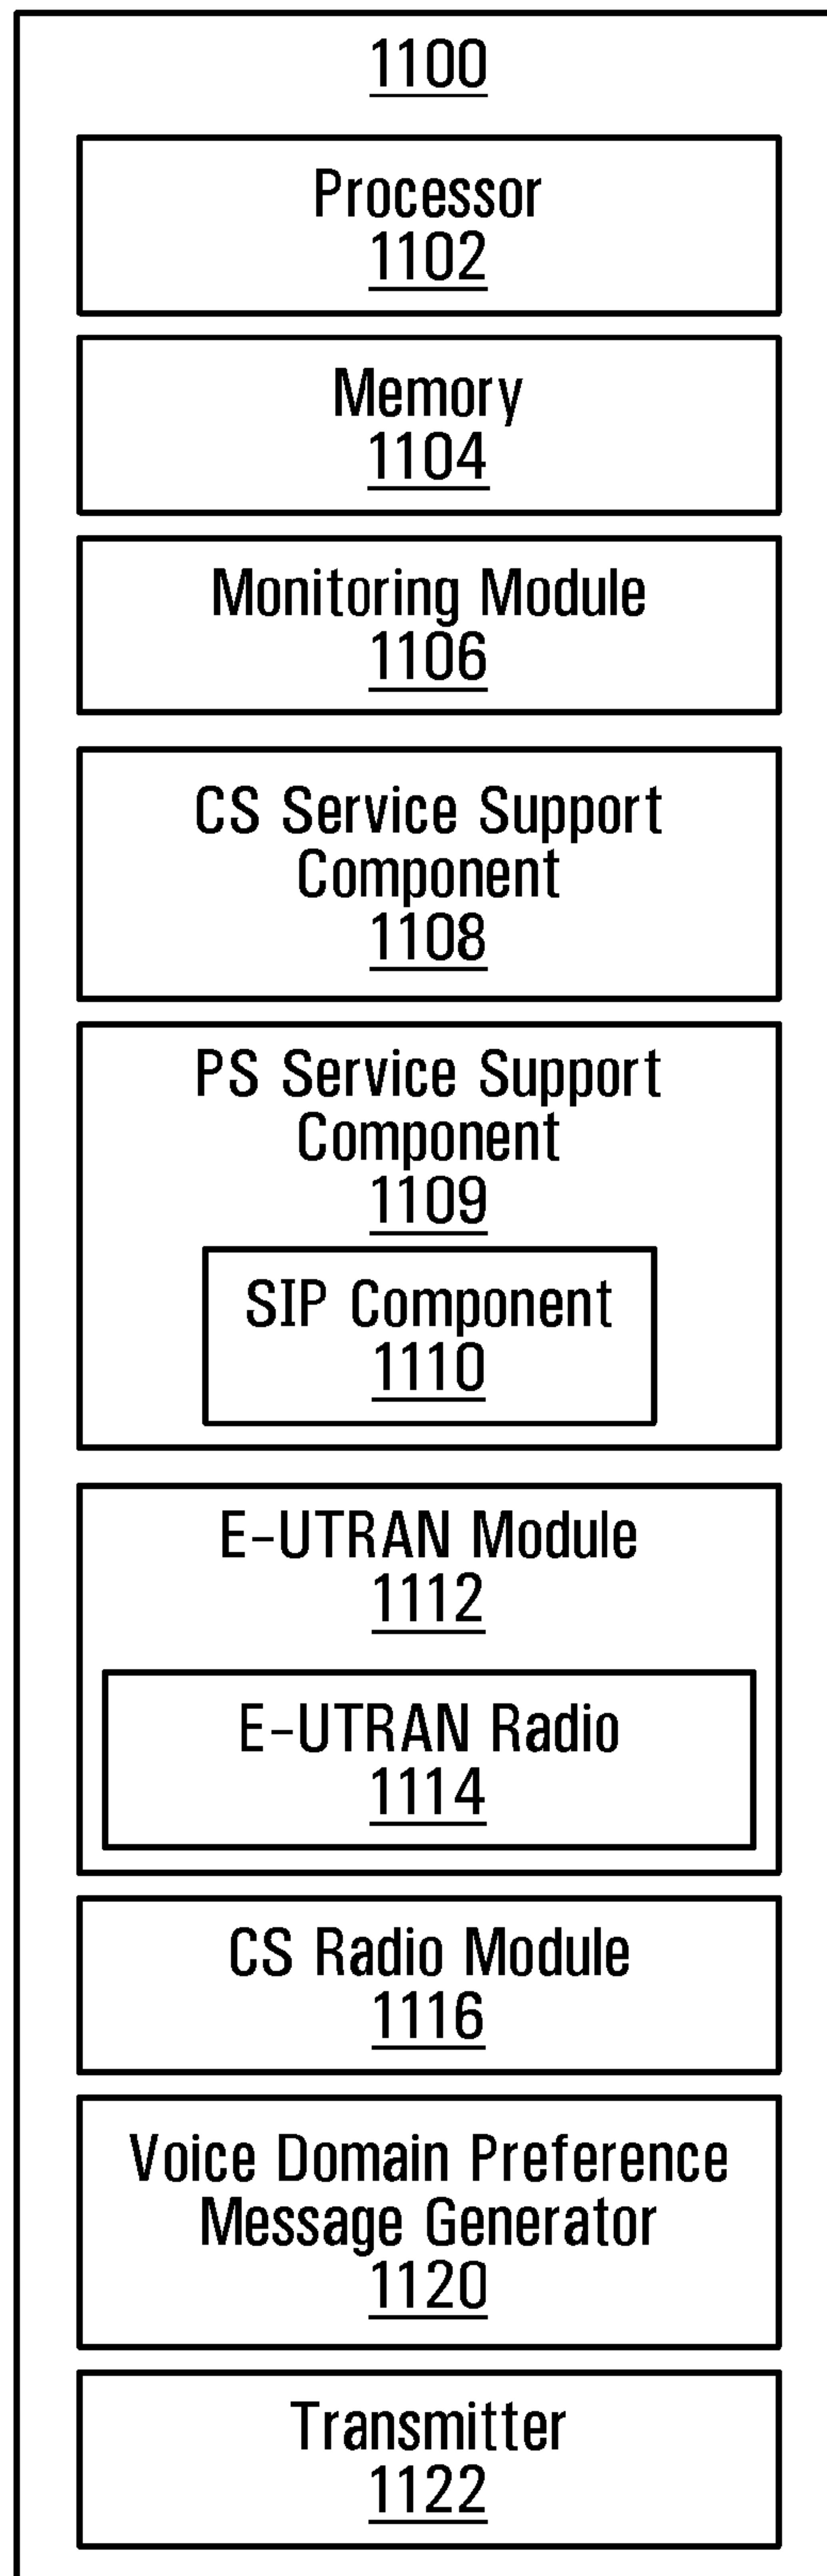 1100
Processor
1102
Memory
1104
Monitoring Module
1106
CS Service Support
Component
1108
PS Service Support
Component
1109
SIP Component
1110
E-UTRAN Module
1112
E-UTRAN Radio
1114
CS Radio Module
1116
Voice Domain Preference
Message Generator
1120
Transmitter
1122